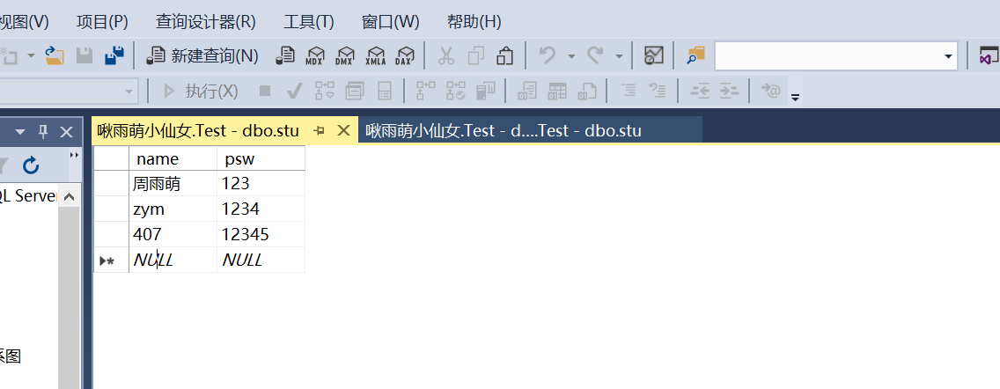 视图(V) 项目(P) 查询设计器(R) 工具(T) 窗口(W) 帮助(H)
新建查询(N) MDX DMX XMLA DAX
执行(X)
啾雨萌小仙女.Test - dbo.stu 啾雨萌小仙女.Test - d....Test - dbo.stu
name psw
周雨萌 123
QL Server
zym 1234
407 12345
NULL NULL
系图